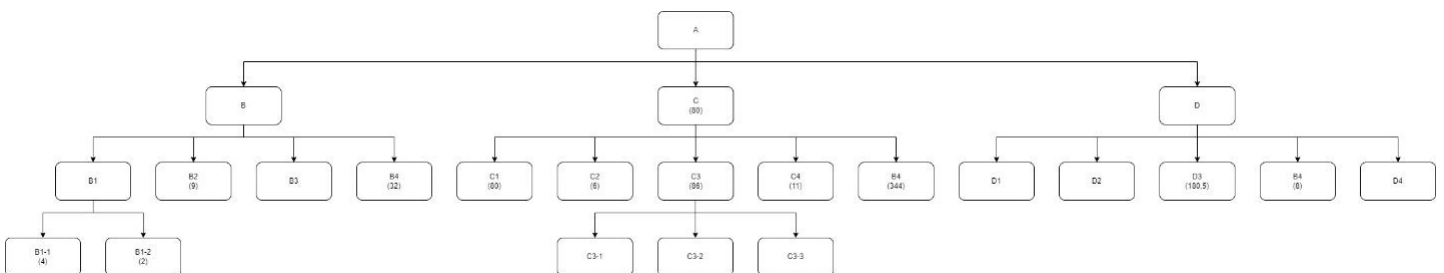 A
B
C
(80)
D
B1
B2
(9)
B3
B4
(32)
C1
(80)
C2
(6)
C3
(86)
C4
(11)
B4
(344)
D1
D2
D3
(180,5)
B4
(8)
D4
B1-1
(4)
B1-2
(2)
C3-1
C3-2
C3-3